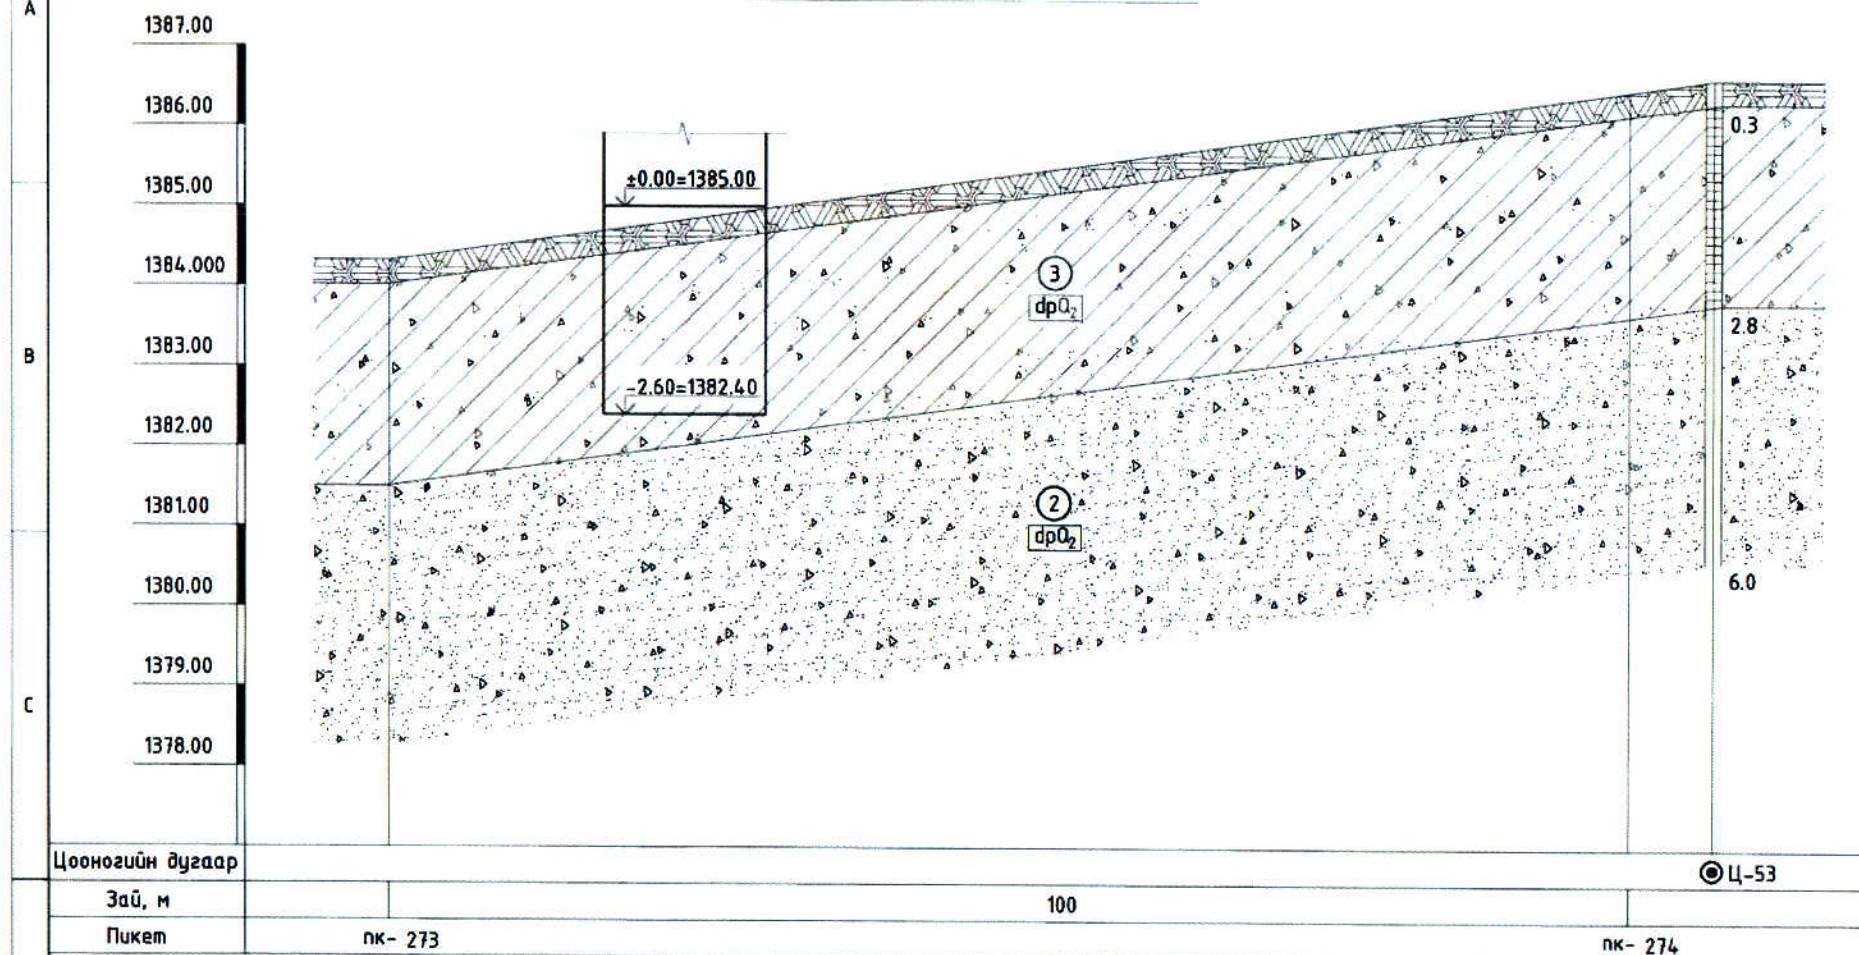 A
1387.00
1386.00
0.3
1385.00
±0.00=1385.00
1384.000
3
dpQ₂
1383.00
B
2.8
-2.60=1382.40
1382.00
1381.00
2
dpQ₂
1380.00
6.0
1379.00
C
1378.00
Цооногийн дугаар
Ц-53
Зай, м
100
Пикет
пк- 273
пк- 274